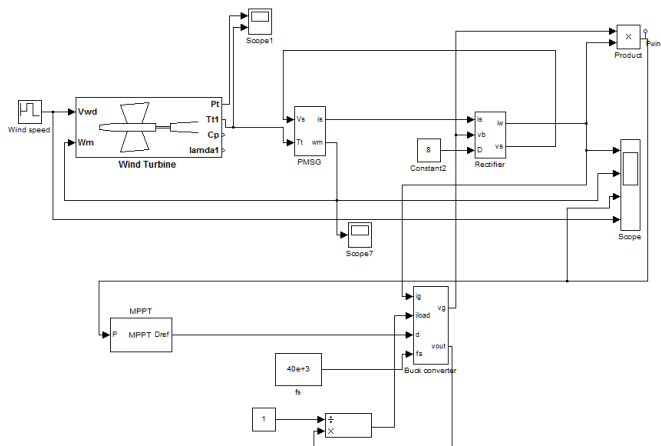 Scope1
Product
Pwin
Wind speed
Vwd
Wm
Pt
Tt1
Cp
lamda1
Wind Turbine
Vs
Tt
is
wm
PMSG
8
Constant2
is
vb
D
iw
vs
Rectifier
Scope
Scope7
MPPT
P
MPPT
Dref
ig
iload
d
fs
vg
vout
Buck converter
40e+3
fs
1
÷
×
×